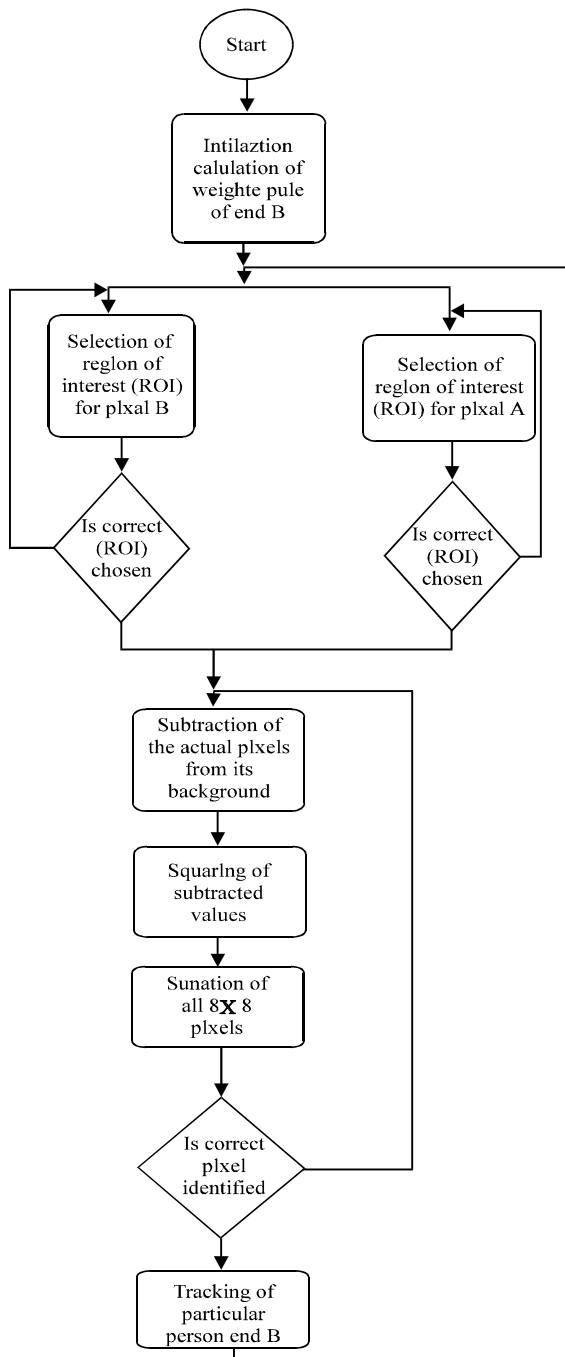 Start
Intilaztion
calulation of
weighte pule
of end B
Selection of
reglon of
interest (ROI)
for plxal B
Selection of
reglon of interest
(ROI) for plxal A
Is correct
(ROI)
chosen
Is correct
(ROI)
chosen
Subtraction of
the actual plxels
from its
background
Squarlng of
subtracted
values
Sunation of
all 8X 8
plxels
Is correct
plxel
identified
Tracking of
particular
person end B